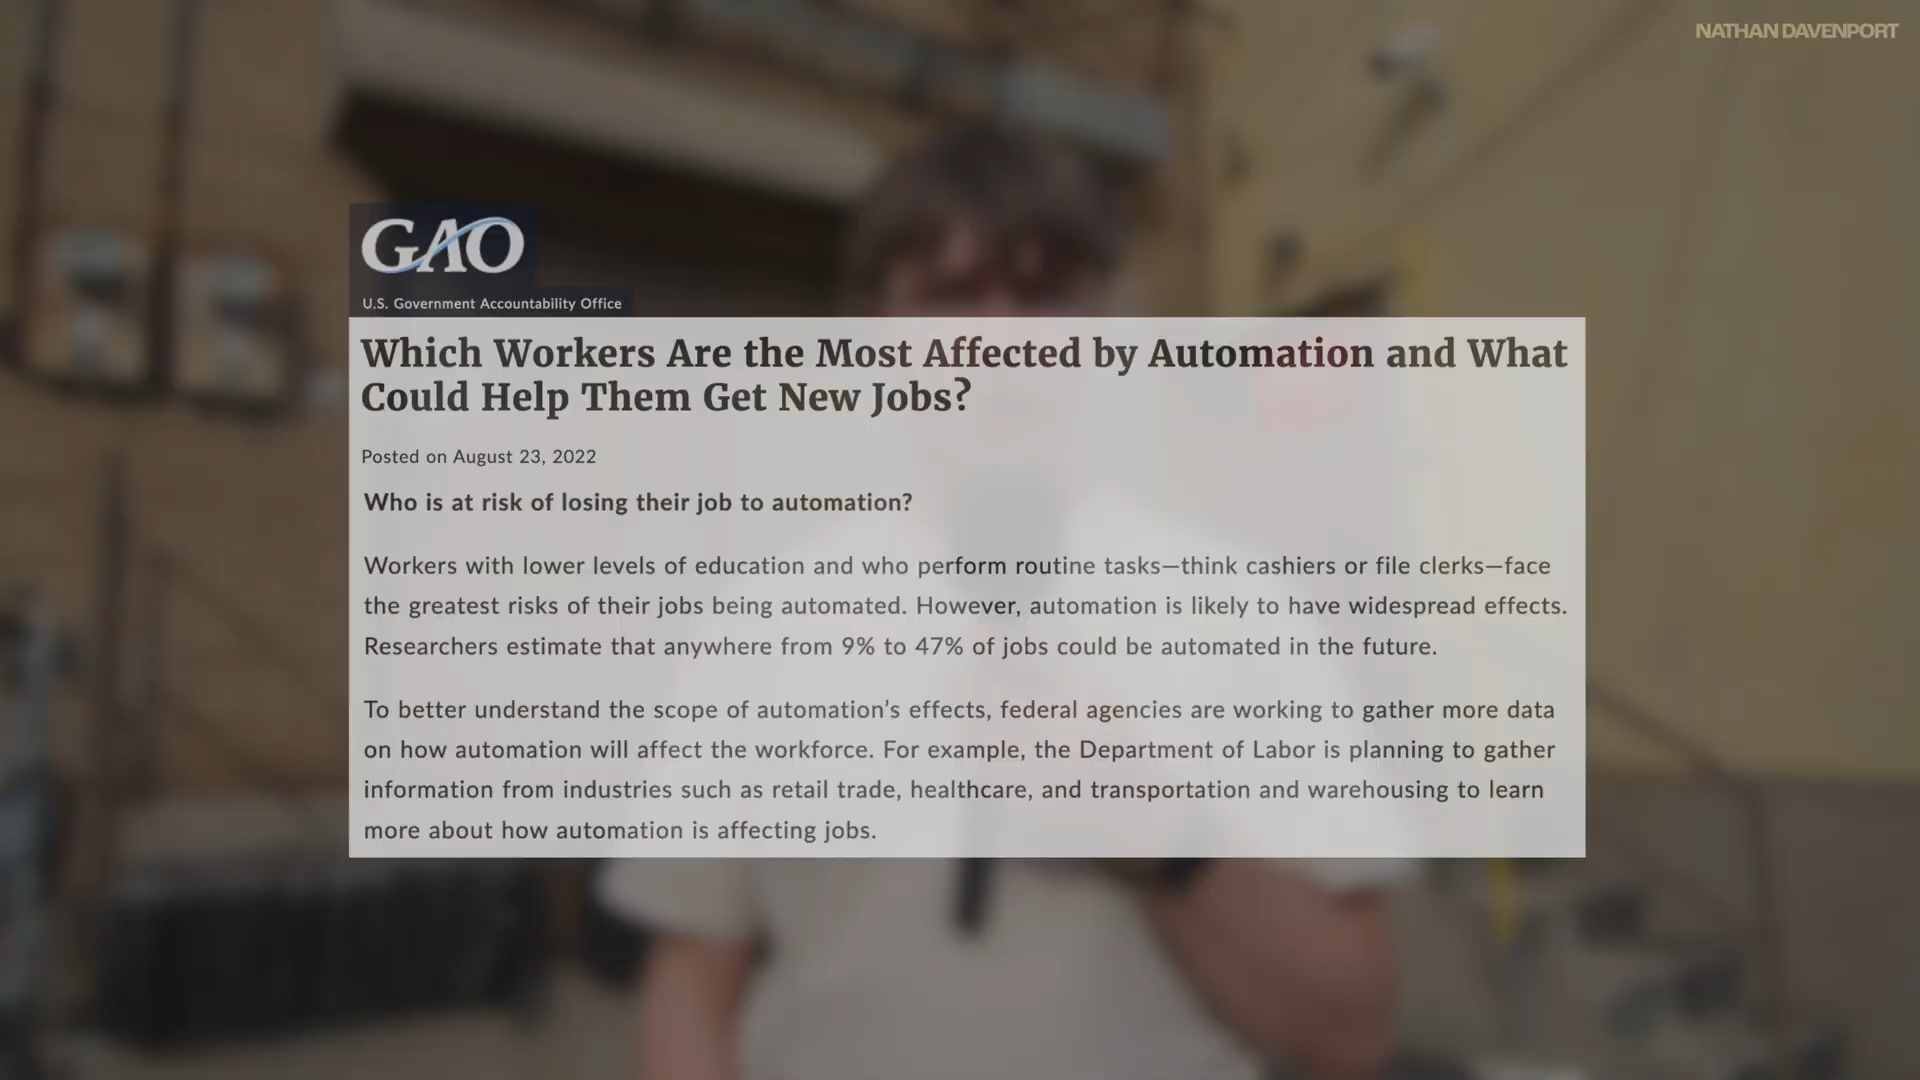 NATHAN DAVENPORT
GAO
U.S. Government Accountability Office
Which Workers Are the Most Affected by Automation and What
Could Help Them Get New Jobs?
Posted on August 23, 2022
Who is at risk of losing their job to automation?
Workers with lower levels of education and who perform routine tasks—think cashiers or file clerks—face
the greatest risks of their jobs being automated. However, automation is likely to have widespread effects.
Researchers estimate that anywhere from 9% to 47% of jobs could be automated in the future.
To better understand the scope of automation’s effects, federal agencies are working to gather more data
on how automation will affect the workforce. For example, the Department of Labor is planning to gather
information from industries such as retail trade, healthcare, and transportation and warehousing to learn
more about how automation is affecting jobs.